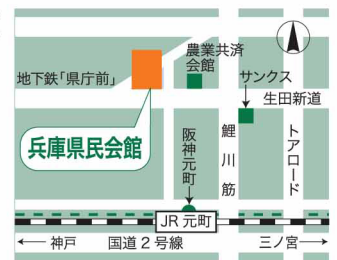 農業共済
会館
地下鉄「県庁前」
サンクス
生田新道
兵庫県民会館
阪神元町
鯉川筋
トアロード
JR元町
神戸
国道2号線
三ノ宮